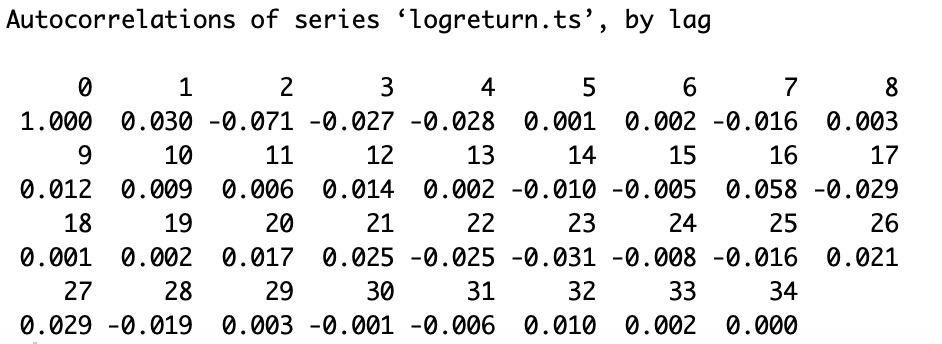 Autocorrelations of series ‘logreturn.ts’, by lag
0 1 2 3 4 5 6 7 8
1.000 0.030 -0.071 -0.027 -0.028 0.001 0.002 -0.016 0.003
9 10 11 12 13 14 15 16 17
0.012 0.009 0.006 0.014 0.002 -0.010 -0.005 0.058 -0.029
18 19 20 21 22 23 24 25 26
0.001 0.002 0.017 0.025 -0.025 -0.031 -0.008 -0.016 0.021
27 28 29 30 31 32 33 34
0.029 -0.019 0.003 -0.001 -0.006 0.010 0.002 0.000